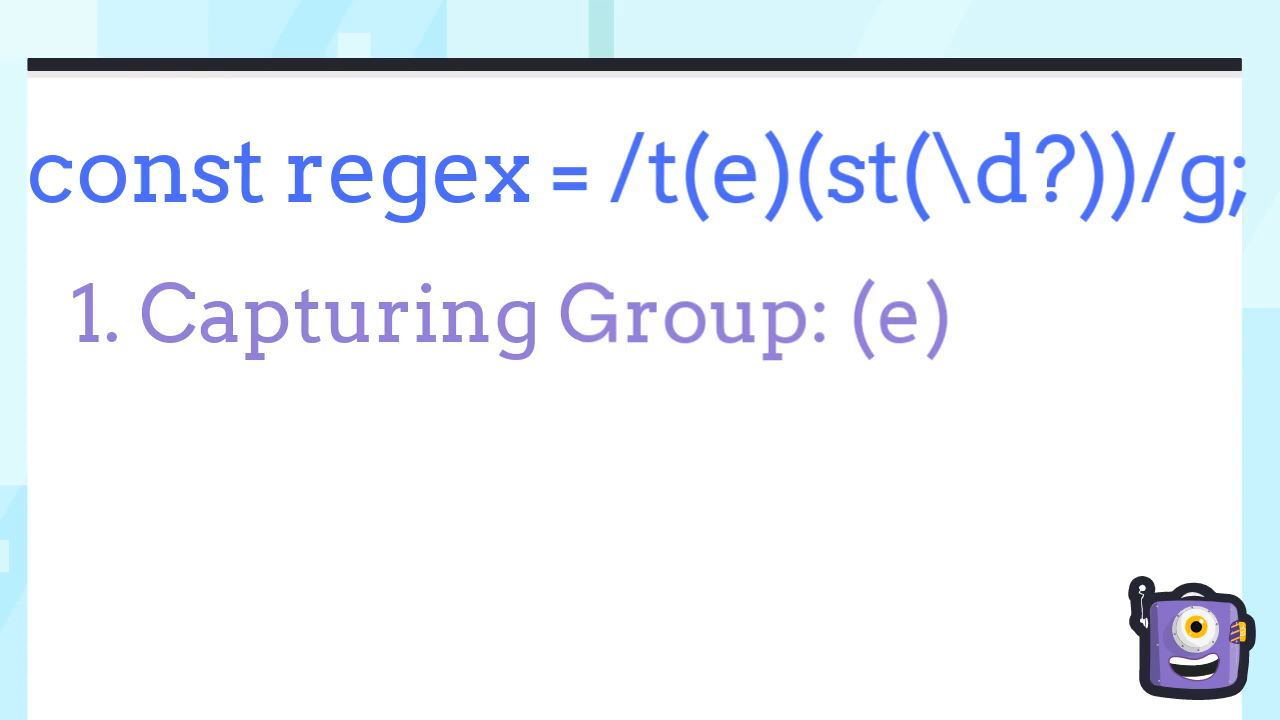 const regex = /t(e)(st(\d?))/g;
1. Capturing Group: (e)